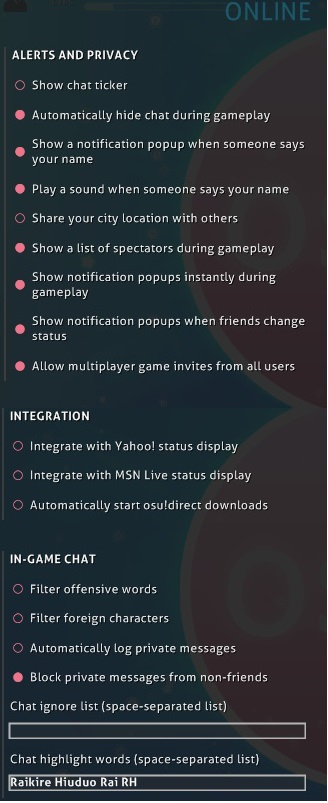 ONLINE
ALERTS AND PRIVACY
Show chat ticker
Automatically hide chat during gameplay
Show a notification popup when someone says
your name
Play a sound when someone says your name
Share your city location with others
Show a list of spectators during gameplay
Show notification popups instantly during
gameplay
Show notification popups when friends change
status
Allow multiplayer game invites from all users
INTEGRATION
Integrate with Yahoo! status display
Integrate with MSN Live status display
Automatically start osu!direct downloads
IN-GAME CHAT
Filter offensive words
Filter foreign characters
Automatically log private messages
Block private messages from non-friends
Chat ignore list (space-separated list)
Chat highlight words (space-separated list)
Raikire Hiuduo Rai RH